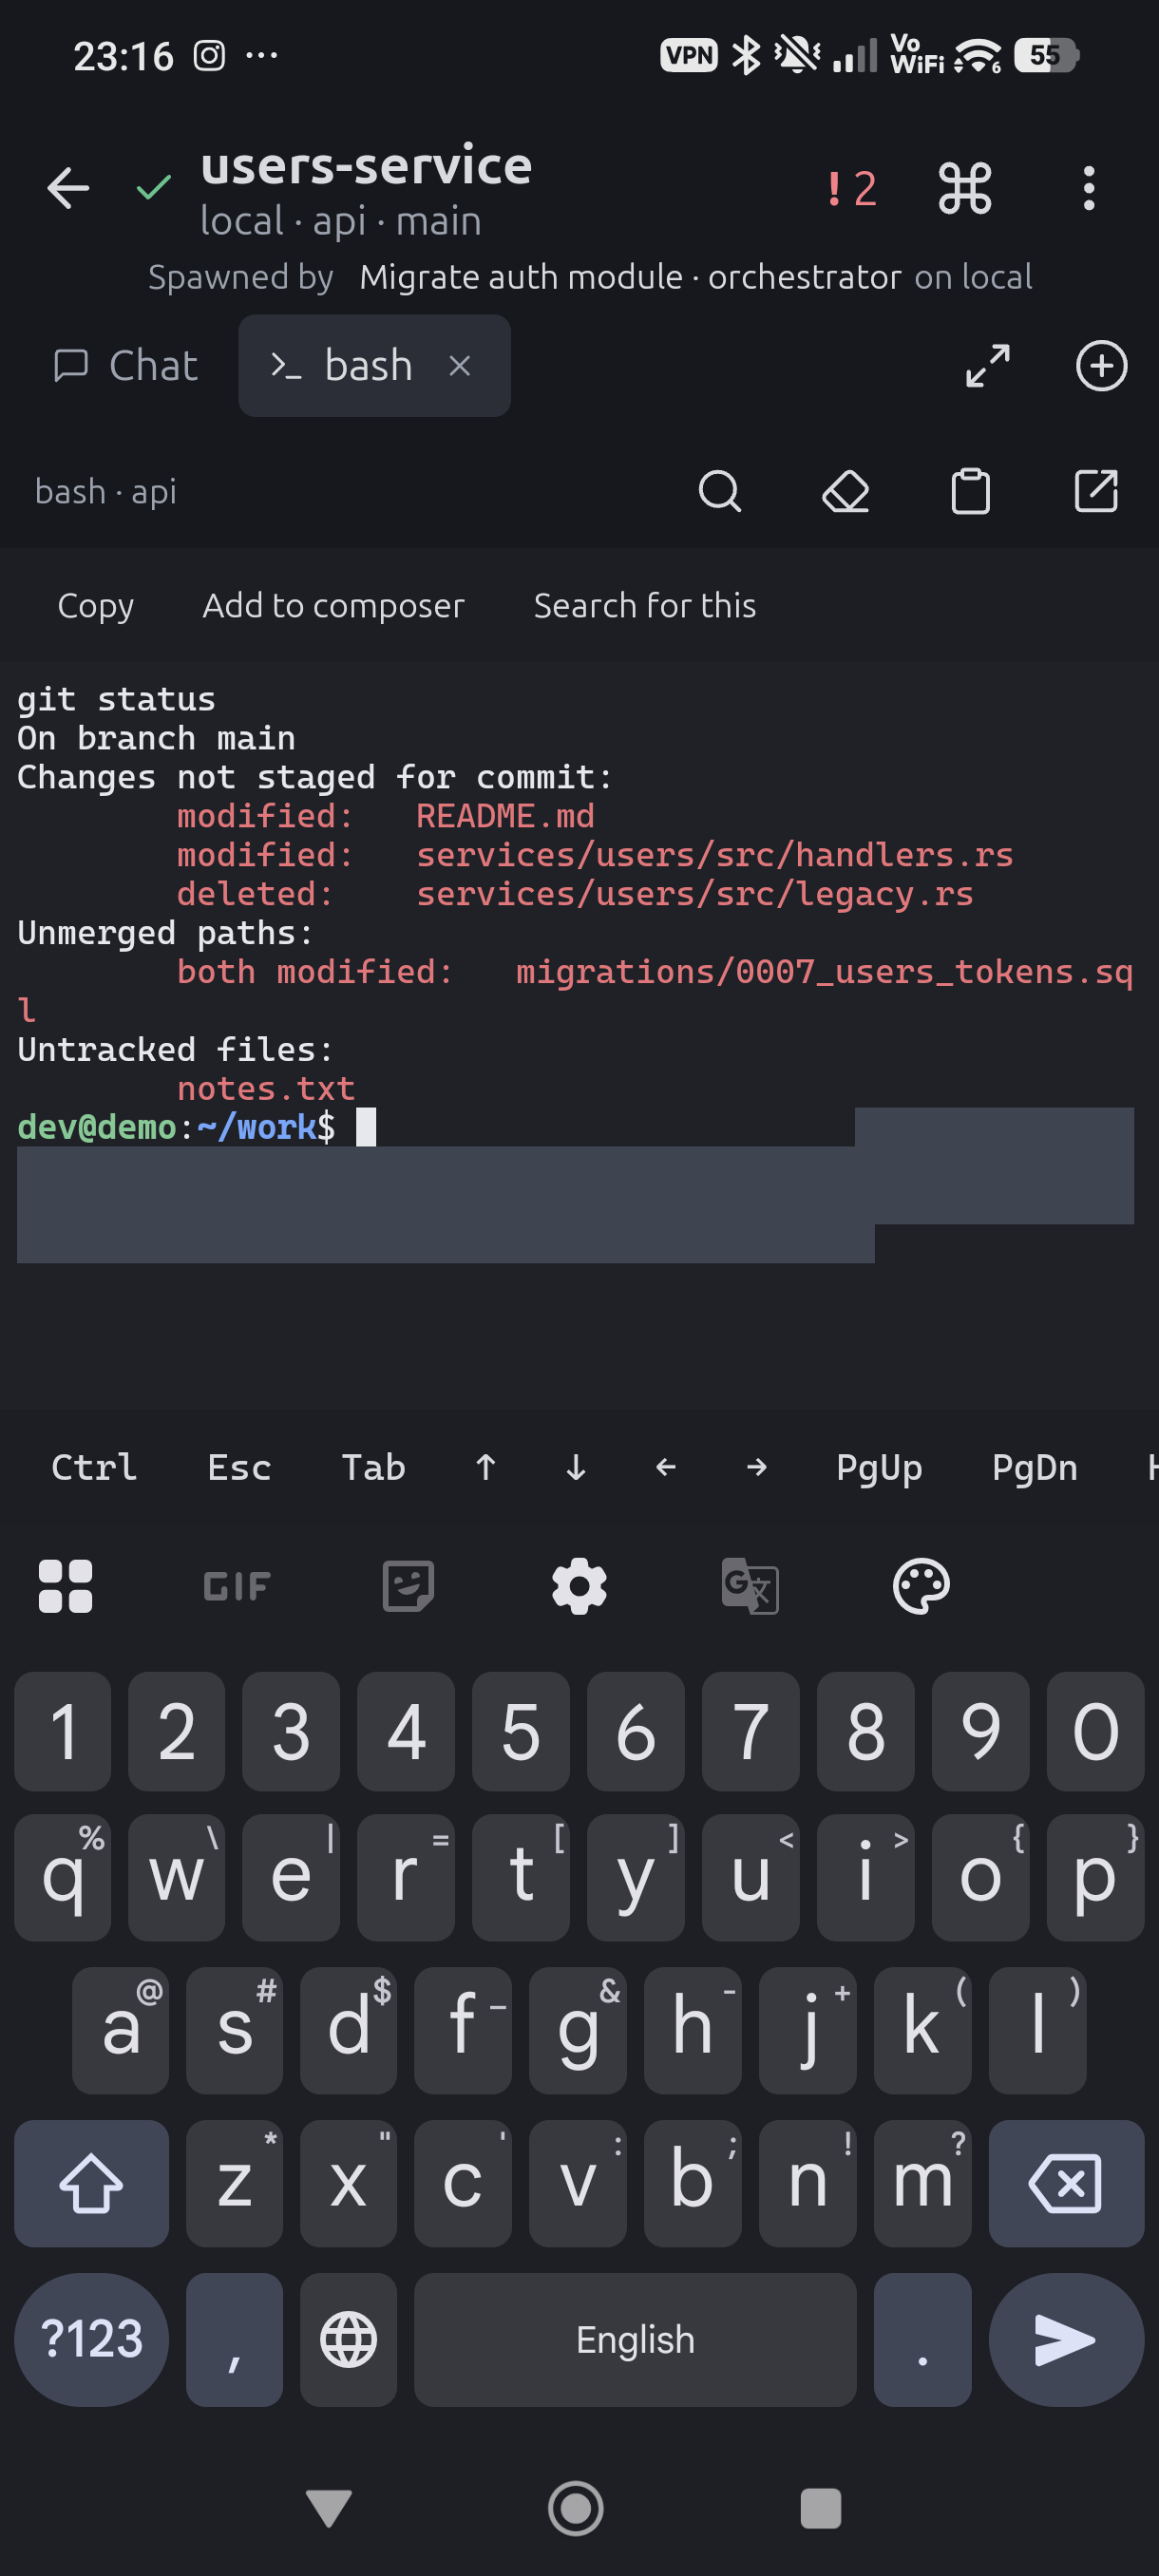 23:16 ...
VPN Vo WiFi 6 55
users-service
local · api · main
! 2
Spawned by Migrate auth module · orchestrator on local
Chat
bash
bash · api
Copy Add to composer Search for this
git status
On branch main
Changes not staged for commit:
modified: README.md
modified: services/users/src/handlers.rs
deleted: services/users/src/legacy.rs
Unmerged paths:
both modified: migrations/0007_users_tokens.sq
l
Untracked files:
notes.txt
dev@demo:~/work$
Ctrl Esc Tab ↑ ↓ ← → PgUp PgDn
GIF G
1 2 3 4 5 6 7 8 9 0
% \ | = [ ] < > { }
q w e r t y u i o p
@ # $ _ & - + ( )
a s d f g h j k l
* " ' : ; ! ?
z x c v b n m
?123 , English .